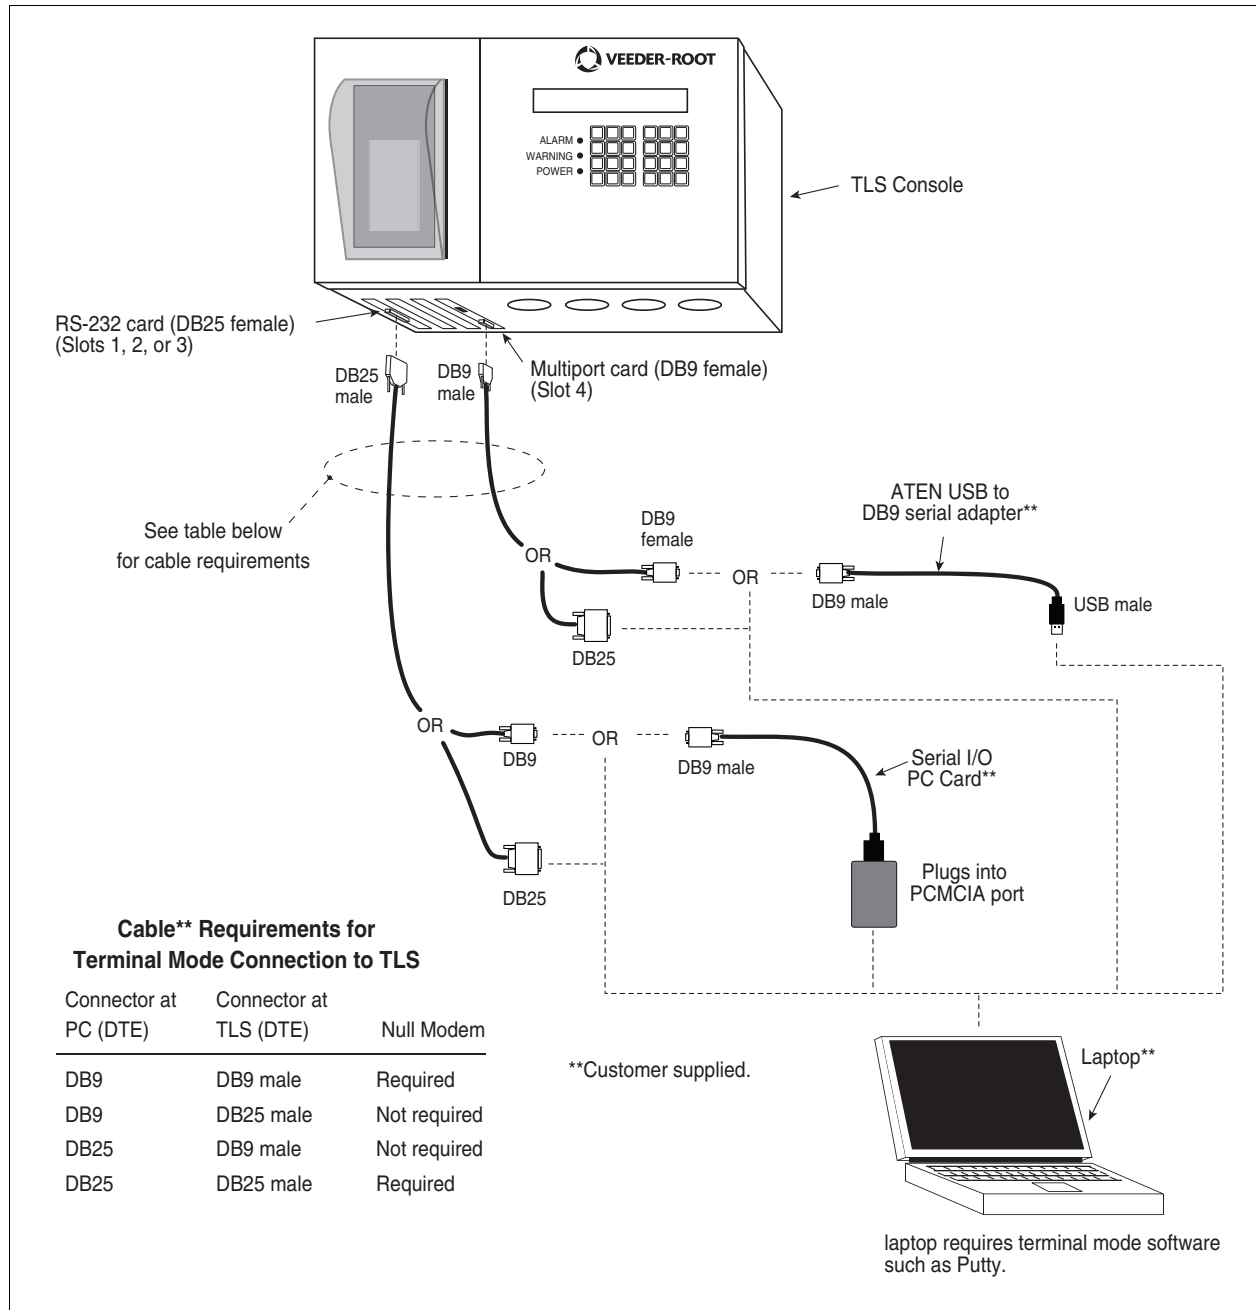 VEEDER-ROOT
ALARM
WARNING
POWER
TLS Console
RS-232 card (DB25 female)
(Slots 1, 2, or 3)
DB25
male
DB9
male
Multiport card (DB9 female)
(Slot 4)
See table below
for cable requirements
ATEN USB to
DB9 serial adapter**
DB9
female
OR
OR
DB9 male
USB male
DB25
OR
DB9
OR
DB9 male
Serial I/O
PC Card**
DB25
Plugs into
PCMCIA port
Cable** Requirements for
Terminal Mode Connection to TLS
Connector at Connector at
PC (DTE) TLS (DTE) Null Modem
DB9 DB9 male Required
DB9 DB25 male Not required
DB25 DB9 male Not required
DB25 DB25 male Required
**Customer supplied.
Laptop**
laptop requires terminal mode software
such as Putty.